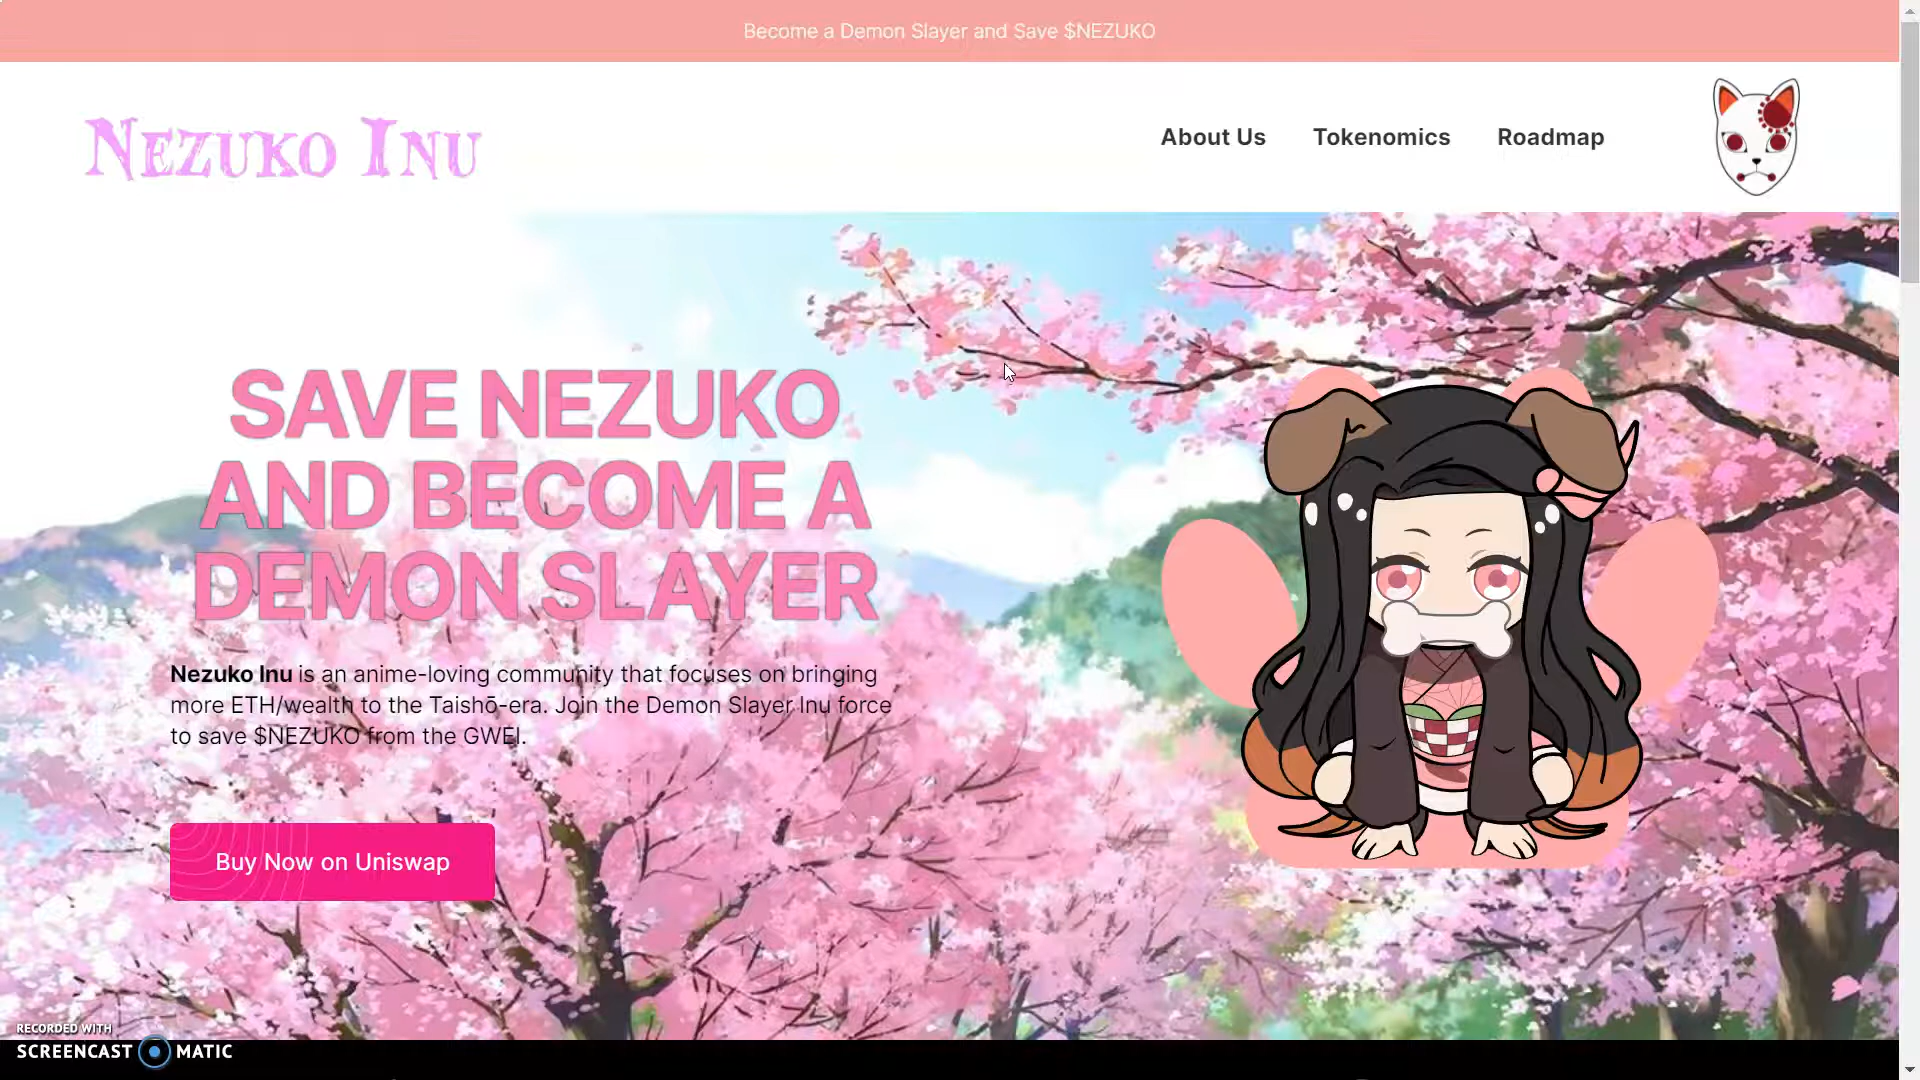 Become a Demon Slayer and Save $NEZUKO
NEZUKO INU
About Us
Tokenomics
Roadmap
SAVE NEZUKO
AND BECOME A
DEMON SLAYER
Nezuko Inu is an anime-loving community that focuses on bringing
more ETH/wealth to the Taishō-era. Join the Demon Slayer Inu force
to save $NEZUKO from the GWEI.
Buy Now on Uniswap
RECORDED WITH
SCREENCAST MATIC